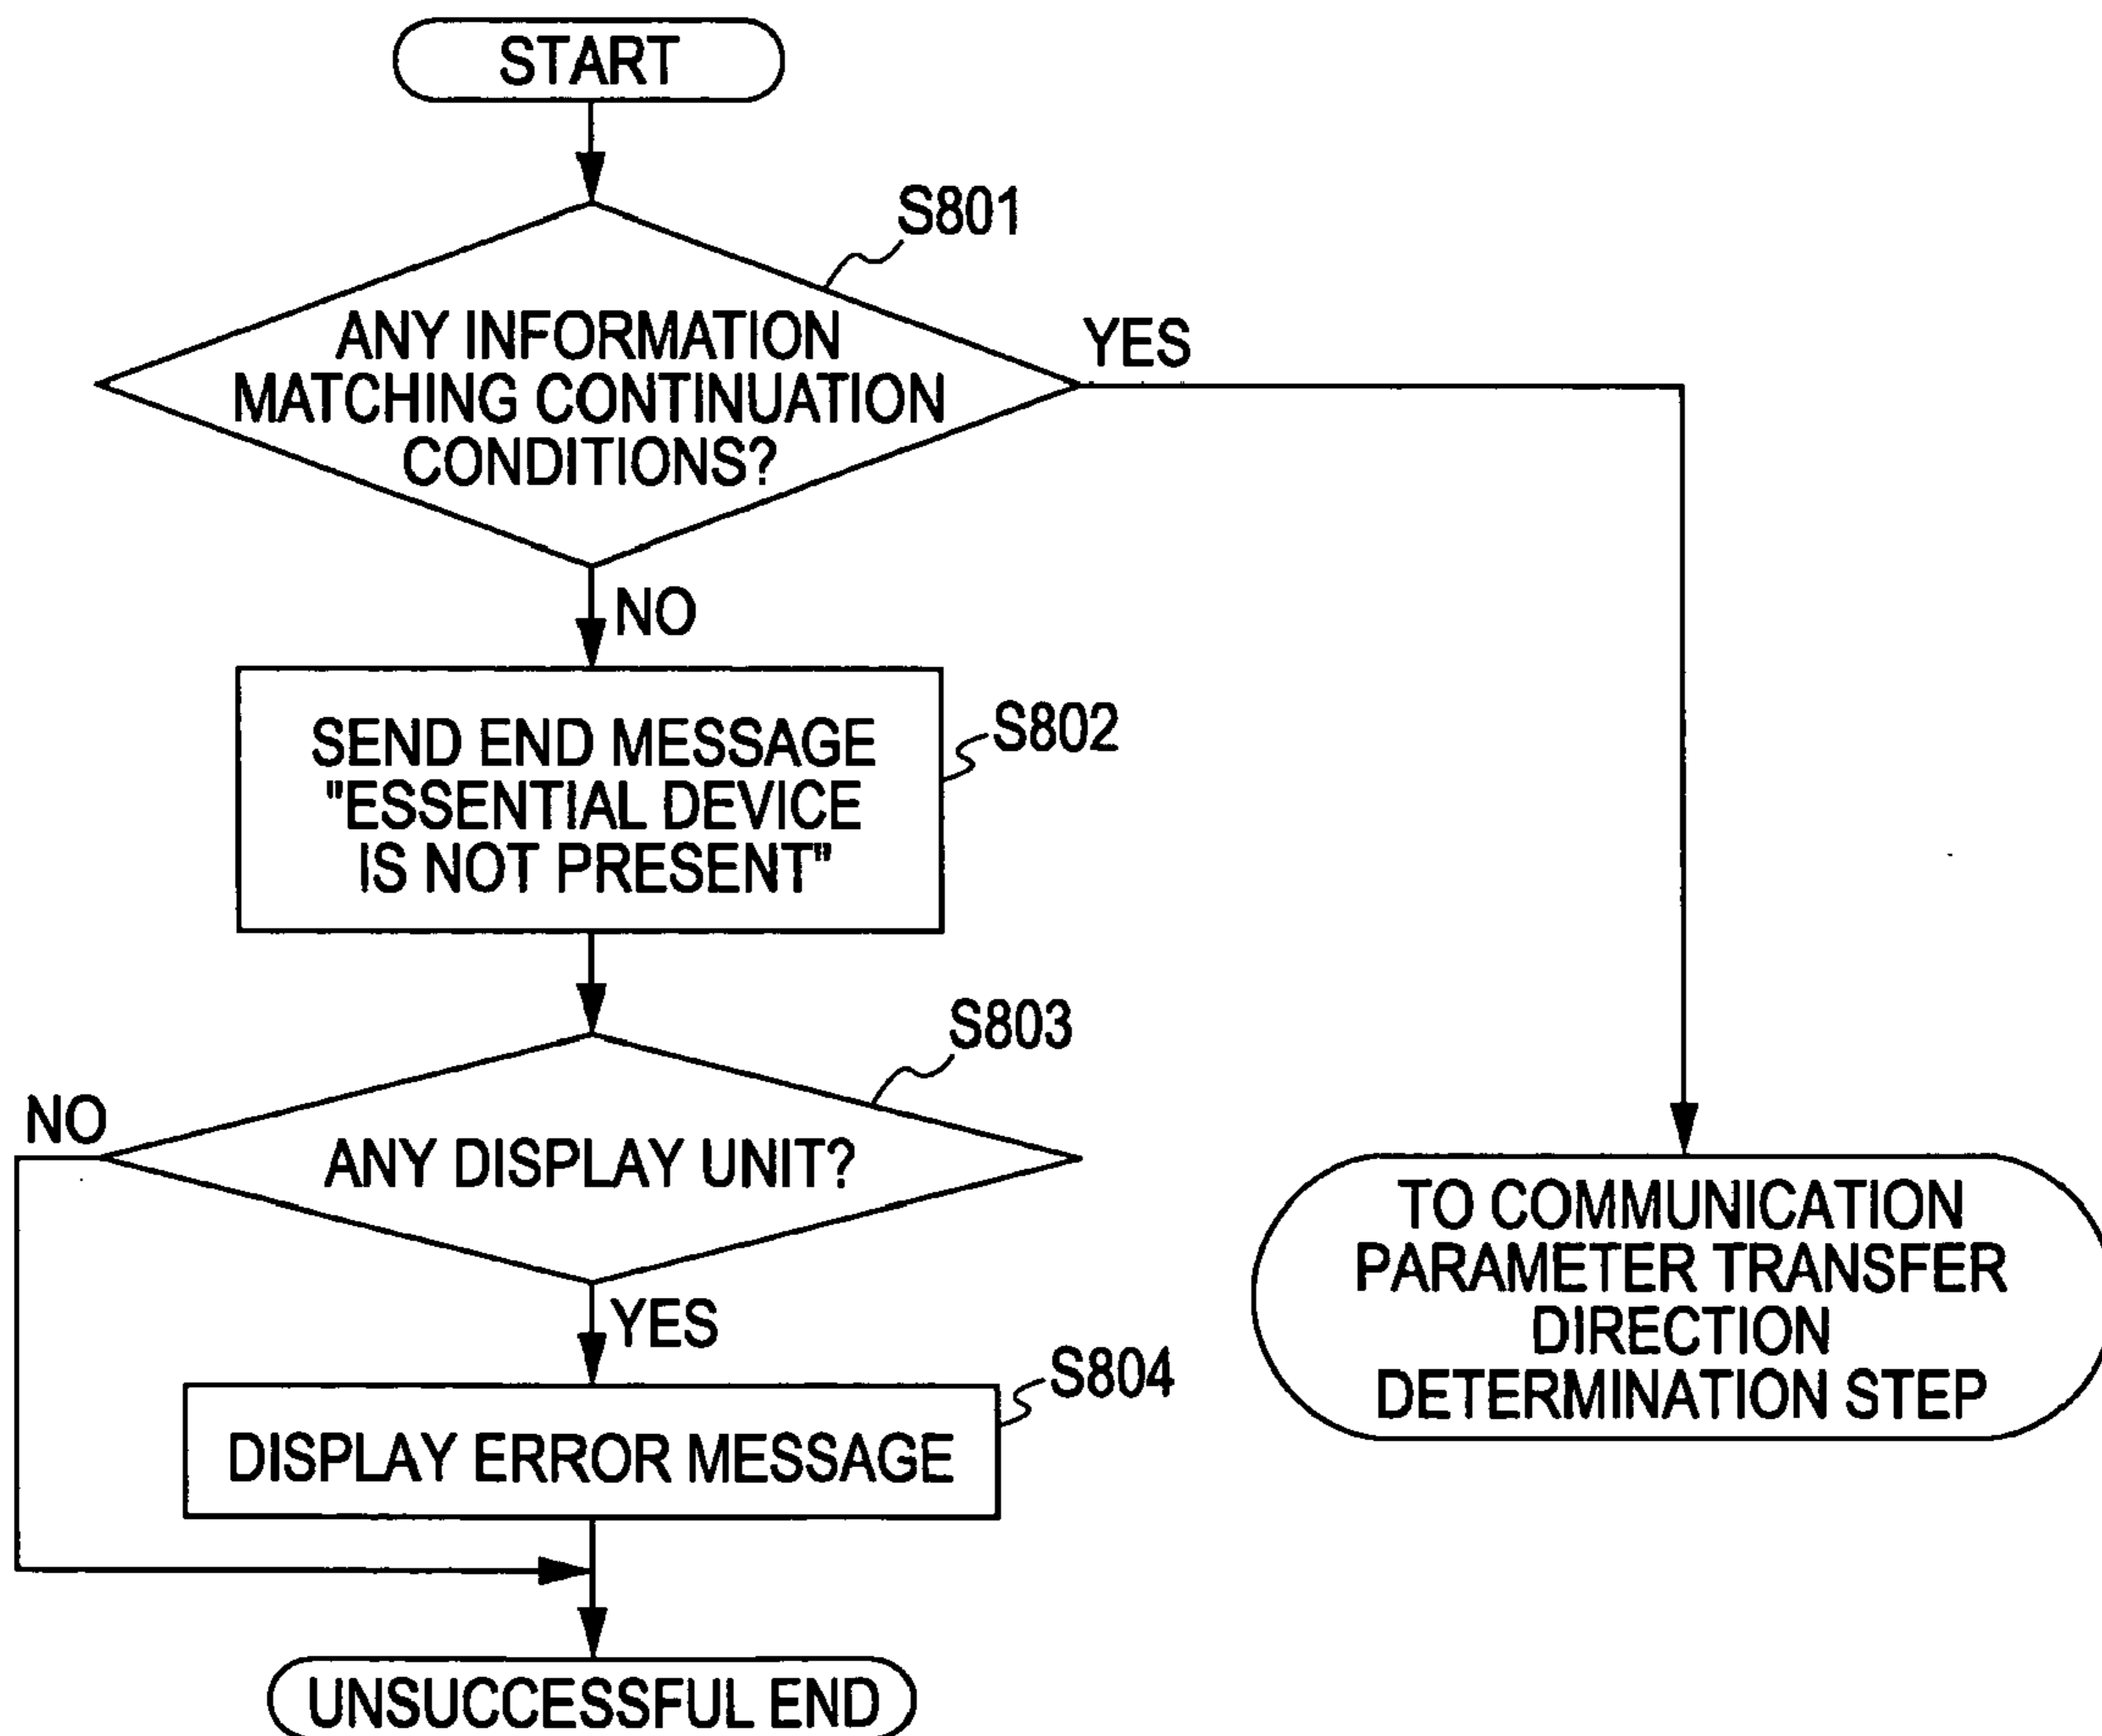 START
S801
ANY INFORMATION
MATCHING CONTINUATION
CONDITIONS?
YES
NO
SEND END MESSAGE
"ESSENTIAL DEVICE
IS NOT PRESENT"
S802
S803
NO
ANY DISPLAY UNIT?
YES
S804
DISPLAY ERROR MESSAGE
UNSUCCESSFUL END
TO COMMUNICATION
PARAMETER TRANSFER
DIRECTION
DETERMINATION STEP